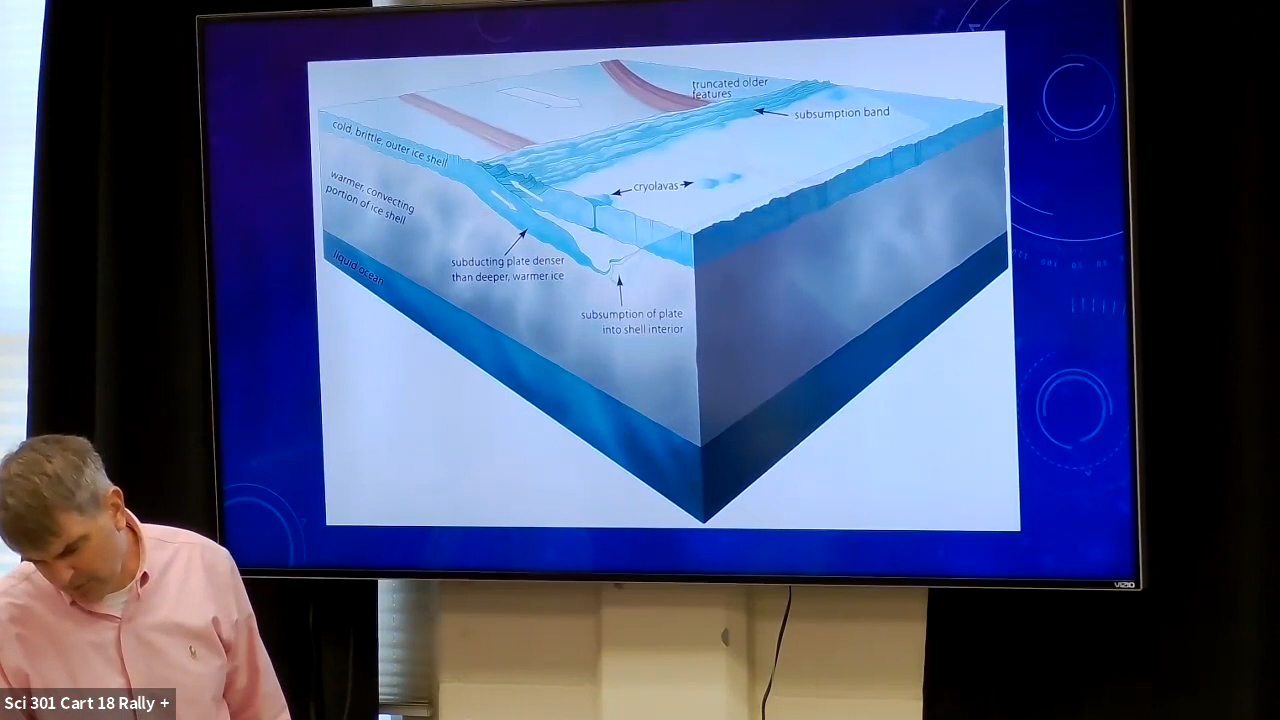 truncated older
features
subsumption band
cold, brittle, outer ice shell
cryolavas
warmer, convecting
portion of ice shell
subducting plate denser
than deeper, warmer ice
liquid ocean
subsumption of plate
into shell interior
VIZIO
Sci 301 Cart 18 Rally +